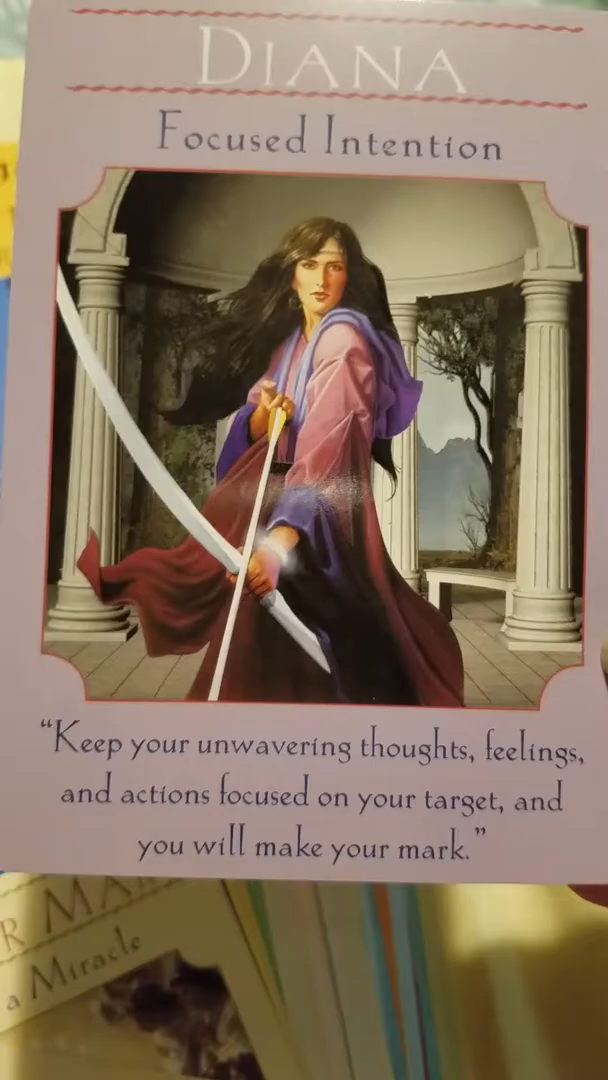 DIANA
Focused Intention
“Keep your unwavering thoughts, feelings,
and actions focused on your target, and
you will make your mark.”
R MA
a Miracle